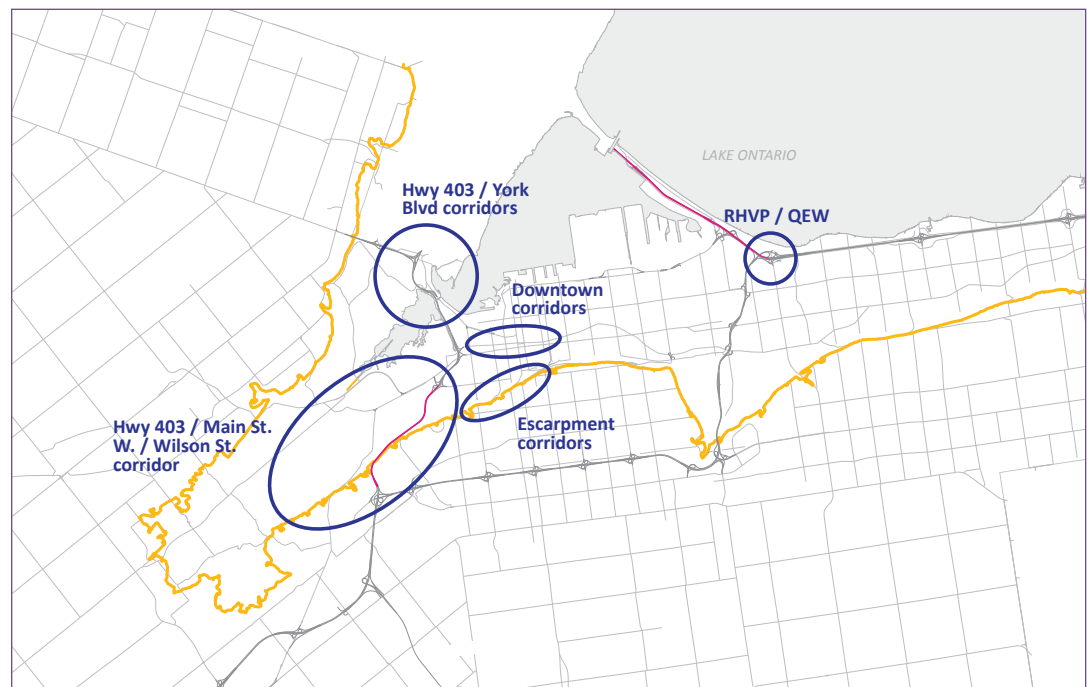 LAKE ONTARIO
Hwy 403 / York
Blvd corridors
RHVP / QEW
Downtown
corridors
Hwy 403 / Main St.
W. / Wilson St.
corridor
Escarpment
corridors